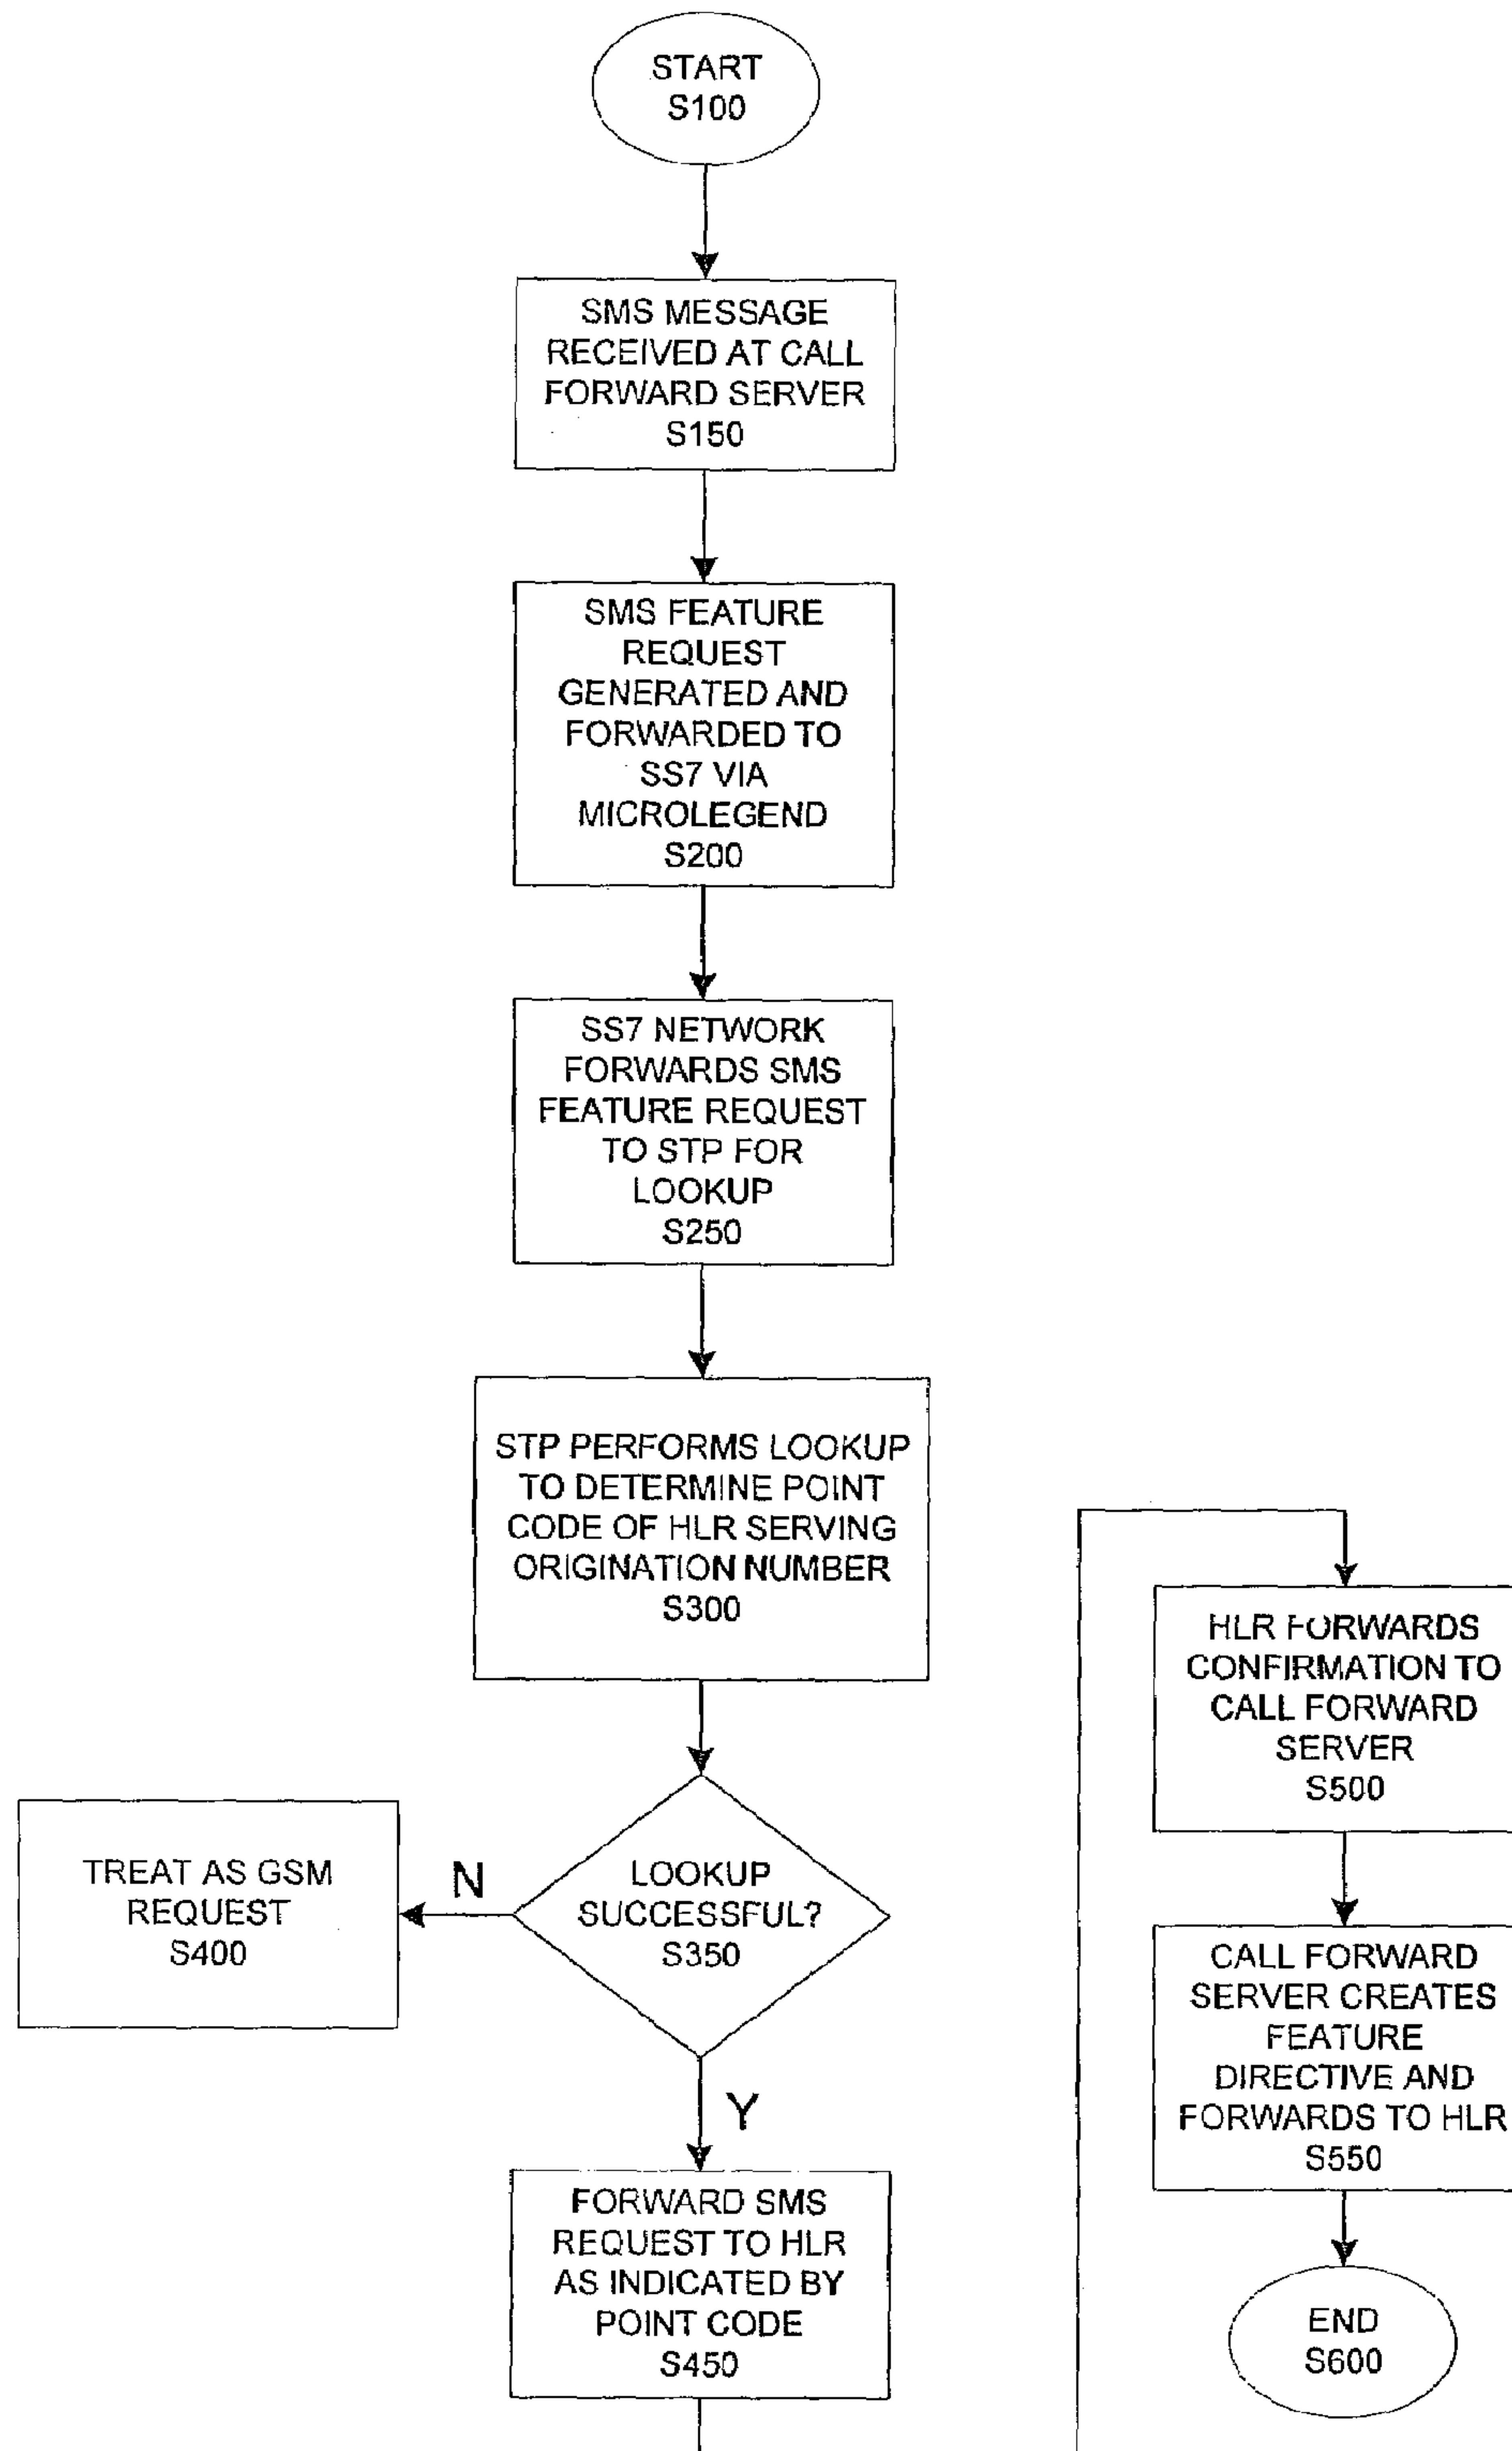 START
S100
SMS MESSAGE
RECEIVED AT CALL
FORWARD SERVER
S150
SMS FEATURE
REQUEST
GENERATED AND
FORWARDED TO
SS7 VIA
MICROLEGEND
S200
SS7 NETWORK
FORWARDS SMS
FEATURE REQUEST
TO STP FOR
LOOKUP
S250
STP PERFORMS LOOKUP
TO DETERMINE POINT
CODE OF HLR SERVING
ORIGINATION NUMBER
S300
LOOKUP
SUCCESSFUL?
S350
N
TREAT AS GSM
REQUEST
S400
Y
FORWARD SMS
REQUEST TO HLR
AS INDICATED BY
POINT CODE
S450
HLR FORWARDS
CONFIRMATION TO
CALL FORWARD
SERVER
S500
CALL FORWARD
SERVER CREATES
FEATURE
DIRECTIVE AND
FORWARDS TO HLR
S550
END
S600